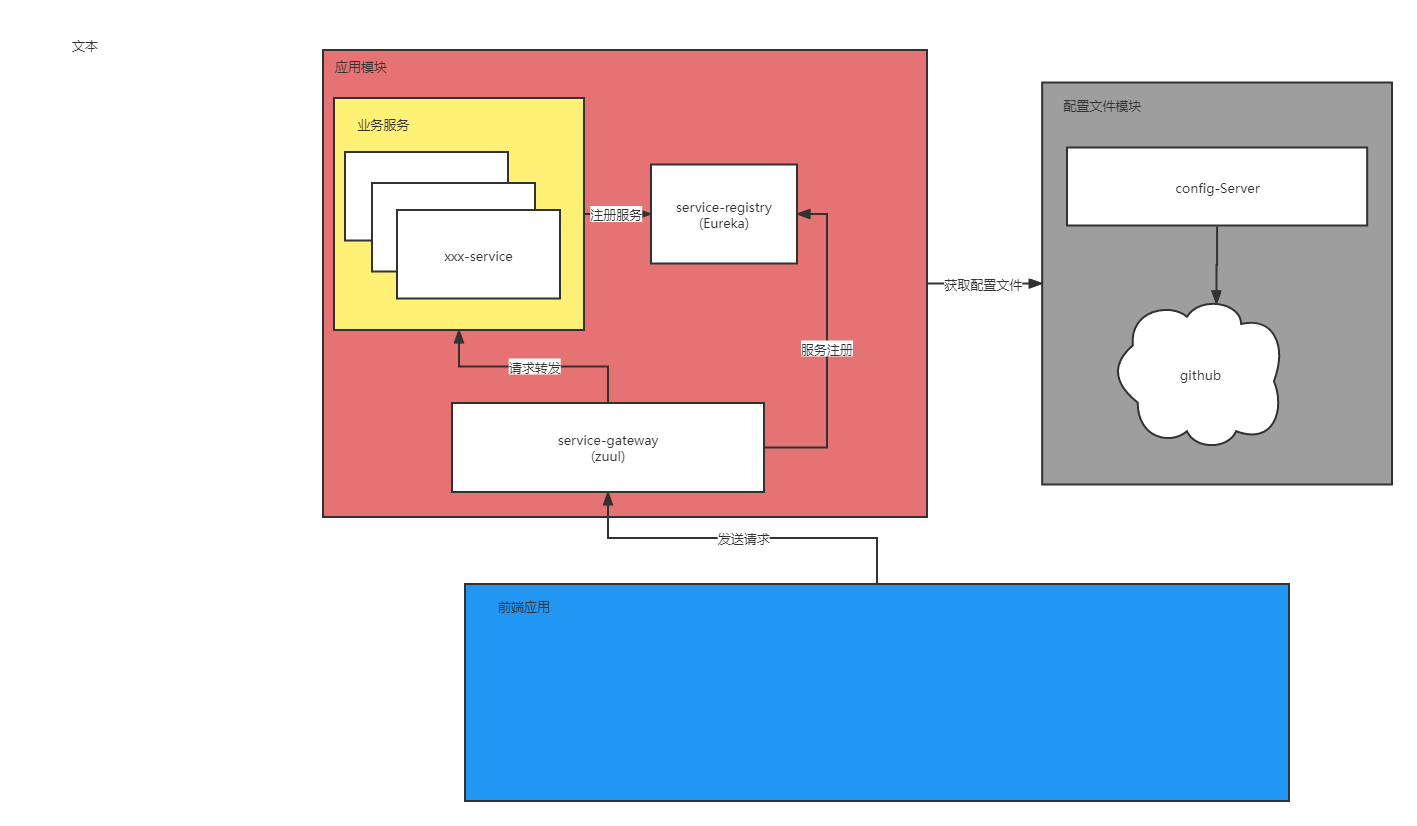 文本
应用模块
业务服务
xxx-service
注册服务
service-registry
(Eureka)
配置文件模块
config-Server
获取配置文件
github
请求转发
服务注册
service-gateway
(zuul)
发送请求
前端应用